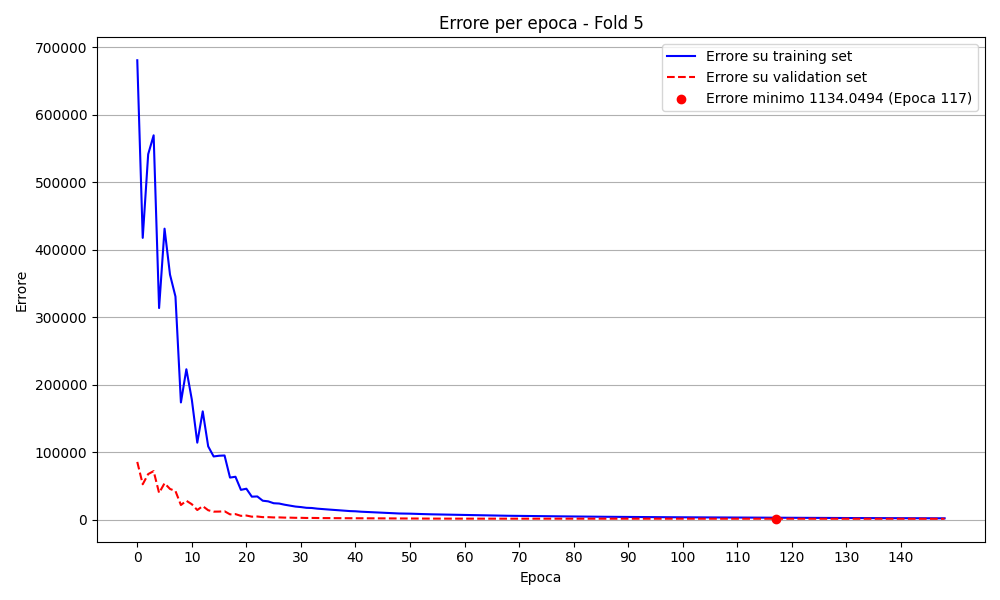 Errore per epoca - Fold 5
Errore su training set
Errore su validation set
Errore minimo 1134.0494 (Epoca 117)
700000
600000
500000
400000
300000
200000
100000
0
Errore
0 10 20 30 40 50 60 70 80 90 100 110 120 130 140
Epoca